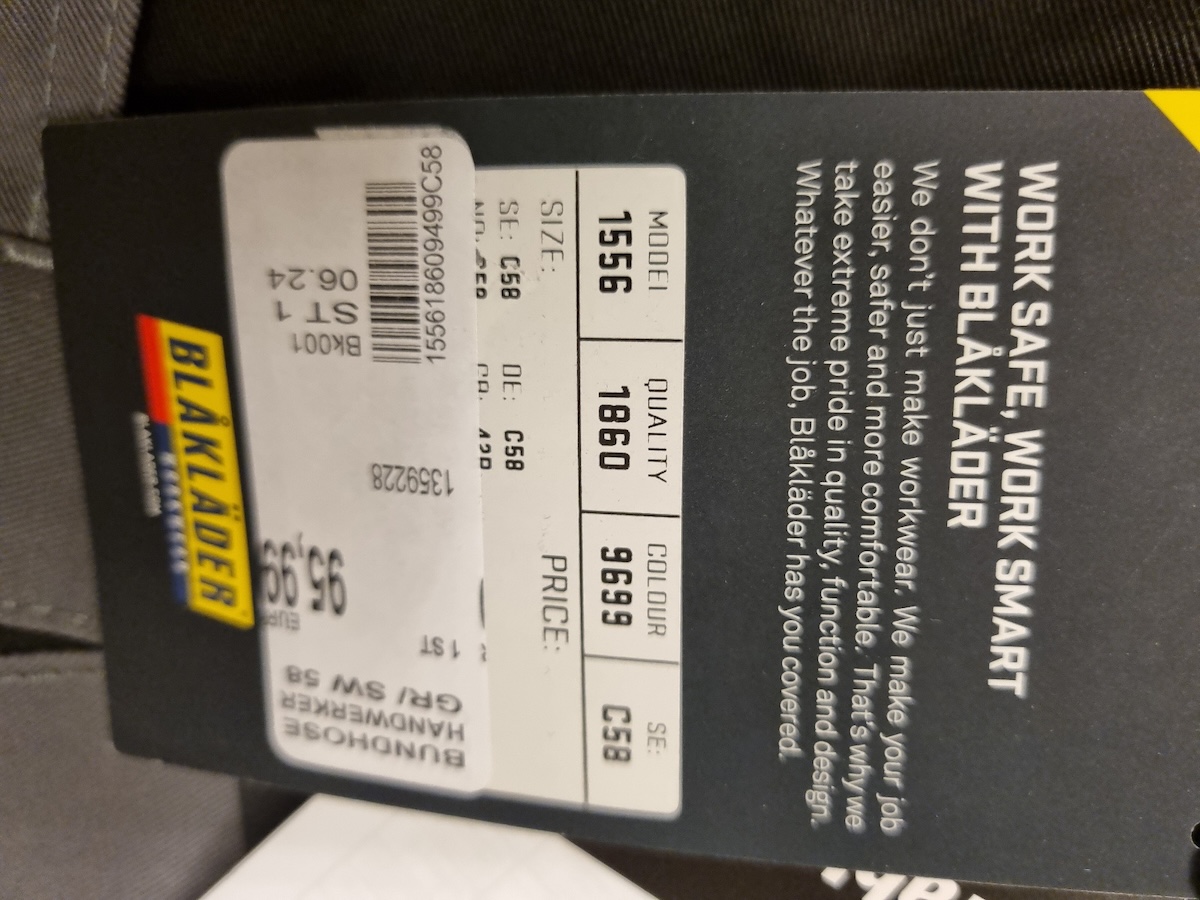 WORK SAFE, WORK SMART
WITH BLÅKLÄDER
We don't just make workwear. We make your job
easier, safer and more comfortable. That's why we
take extreme pride in quality, function and design.
Whatever the job, Blåkläder has you covered.
MODEL QUALITY COLOUR SE:
1556 1860 9699 C58
SIZE: PRICE:
SE: C58 DE: C58
BUNDHOSE
HANDWERKER
GR/ SW 58
1 ST
EUR
95,99
1359228
155618609499C58
Bk001
ST 1
06.24
BLÅKLÄDER
WORKWEAR